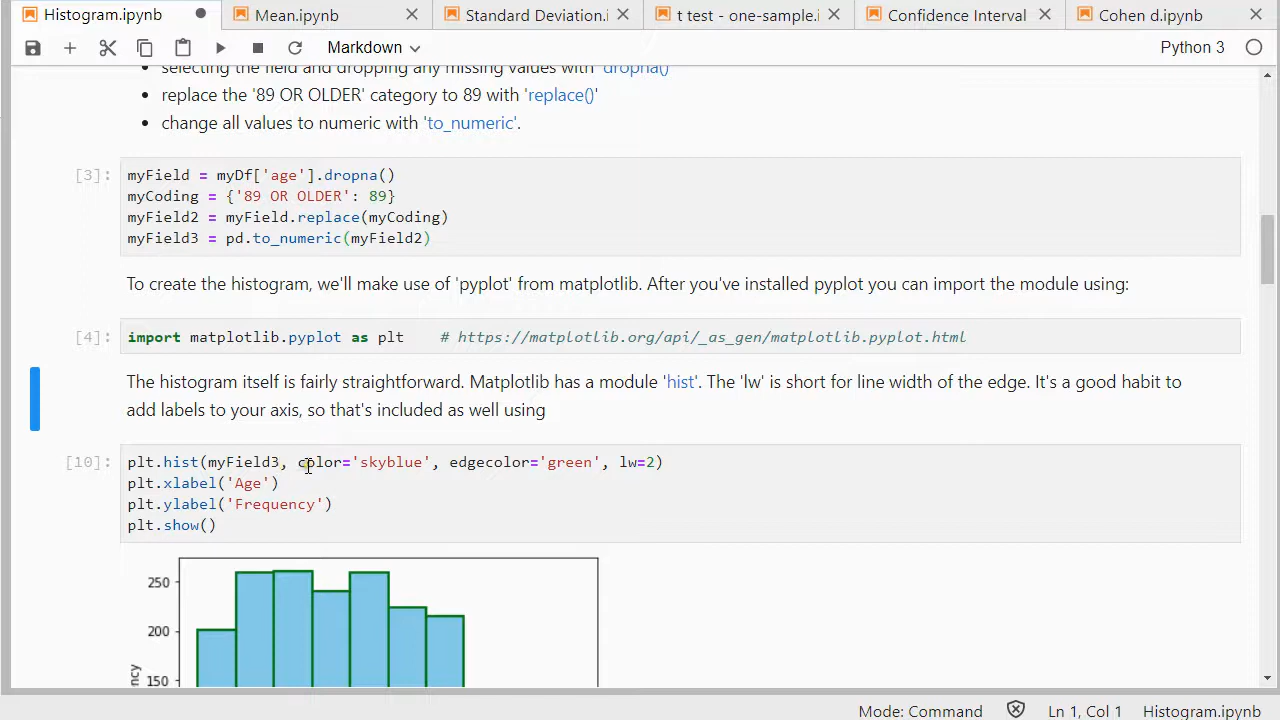 Histogram.ipynb
Mean.ipynb
Standard Deviation.i
t test - one-sample.i
Confidence Interval
Cohen d.ipynb
Markdown
Python 3
selecting the field and dropping any missing values with 'dropna()'
• replace the '89 OR OLDER' category to 89 with 'replace()'
• change all values to numeric with 'to_numeric'.
[3]:
myField = myDf['age'].dropna()
myCoding = {'89 OR OLDER': 89}
myField2 = myField.replace(myCoding)
myField3 = pd.to_numeric(myField2)
To create the histogram, we'll make use of 'pyplot' from matplotlib. After you've installed pyplot you can import the module using:
[4]:
import matplotlib.pyplot as plt # https://matplotlib.org/api/_as_gen/matplotlib.pyplot.html
The histogram itself is fairly straightforward. Matplotlib has a module 'hist'. The 'lw' is short for line width of the edge. It's a good habit to
add labels to your axis, so that's included as well using
[10]:
plt.hist(myField3, color='skyblue', edgecolor='green', lw=2)
plt.xlabel('Age')
plt.ylabel('Frequency')
plt.show()
250
200
150
ncy
Mode: Command
Ln 1, Col 1
Histogram.ipynb